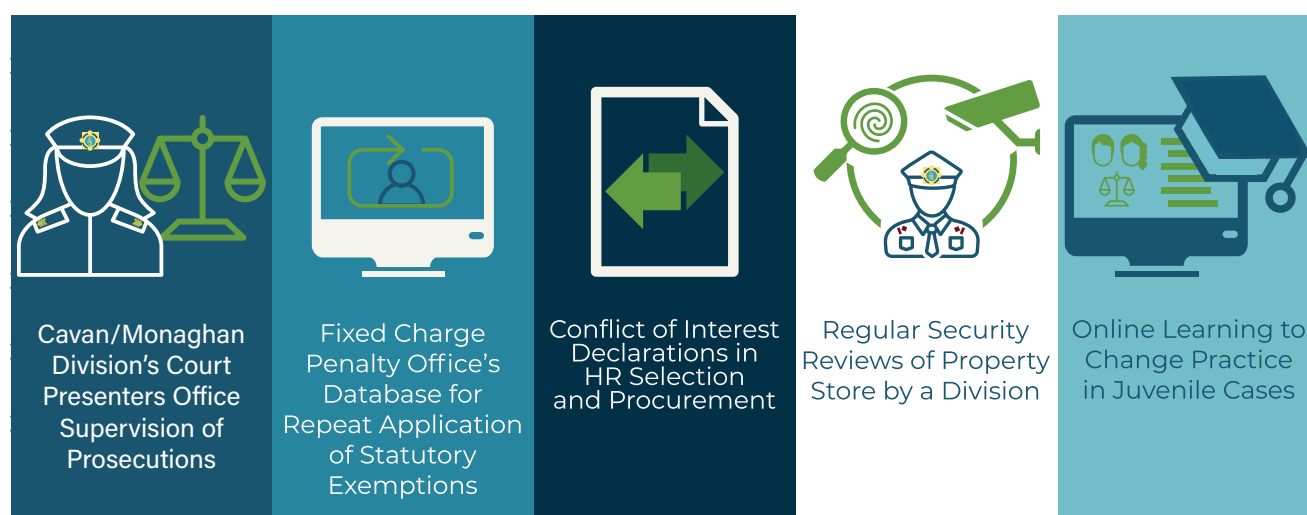 Cavan/Monaghan
Division's Court
Presenters Office
Supervision of
Prosecutions
Fixed Charge
Penalty Office's
Database for
Repeat Application
of Statutory
Exemptions
Conflict of Interest
Declarations in
HR Selection
and Procurement
Regular Security
Reviews of Property
Store by a Division
Online Learning to
Change Practice
in Juvenile Cases